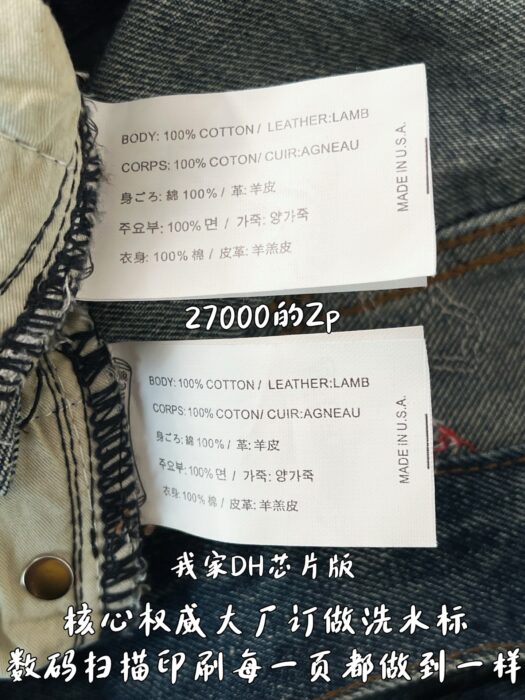 BODY: 100% COTTON / LEATHER:LAMB
CORPS: 100% COTON/ CUIR:AGNEAU
身ごろ: 綿 100% / 革: 羊皮
주요부: 100% 면 / 가죽: 양가죽
衣身: 100% 棉 / 皮革: 羊羔皮
MADE IN U.S.A.
27000的Zp
BODY: 100% COTTON / LEATHER:LAMB
CORPS: 100% COTON/ CUIR:AGNEAU
身ごろ: 綿 100% / 革: 羊皮
주요부: 100% 면 / 가죽: 양가죽
衣身: 100% 棉 / 皮革: 羊羔皮
MADE IN U.S.A.
我家DH芯片版
核心权威大厂订做洗水标
数码扫描印刷每一页都做到一样